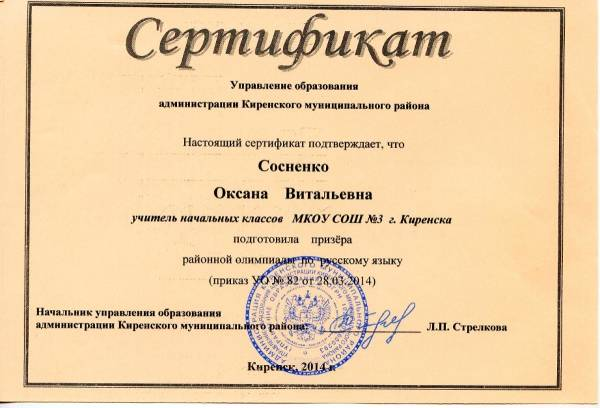 Сертификат
Управление образования
администрации Киренского муниципального района
Настоящий сертификат подтверждает, что
Сосненко
Оксана Витальевна
учитель начальных классов МКОУ СОШ №3 г. Киренска
подготовила призёра
районной олимпиады по русскому языку
(приказ УО № 82 от 28.03.2014)
Начальник управления образования
администрации Киренского муниципального района: Л.П. Стрелкова
Киренск, 2014 г.